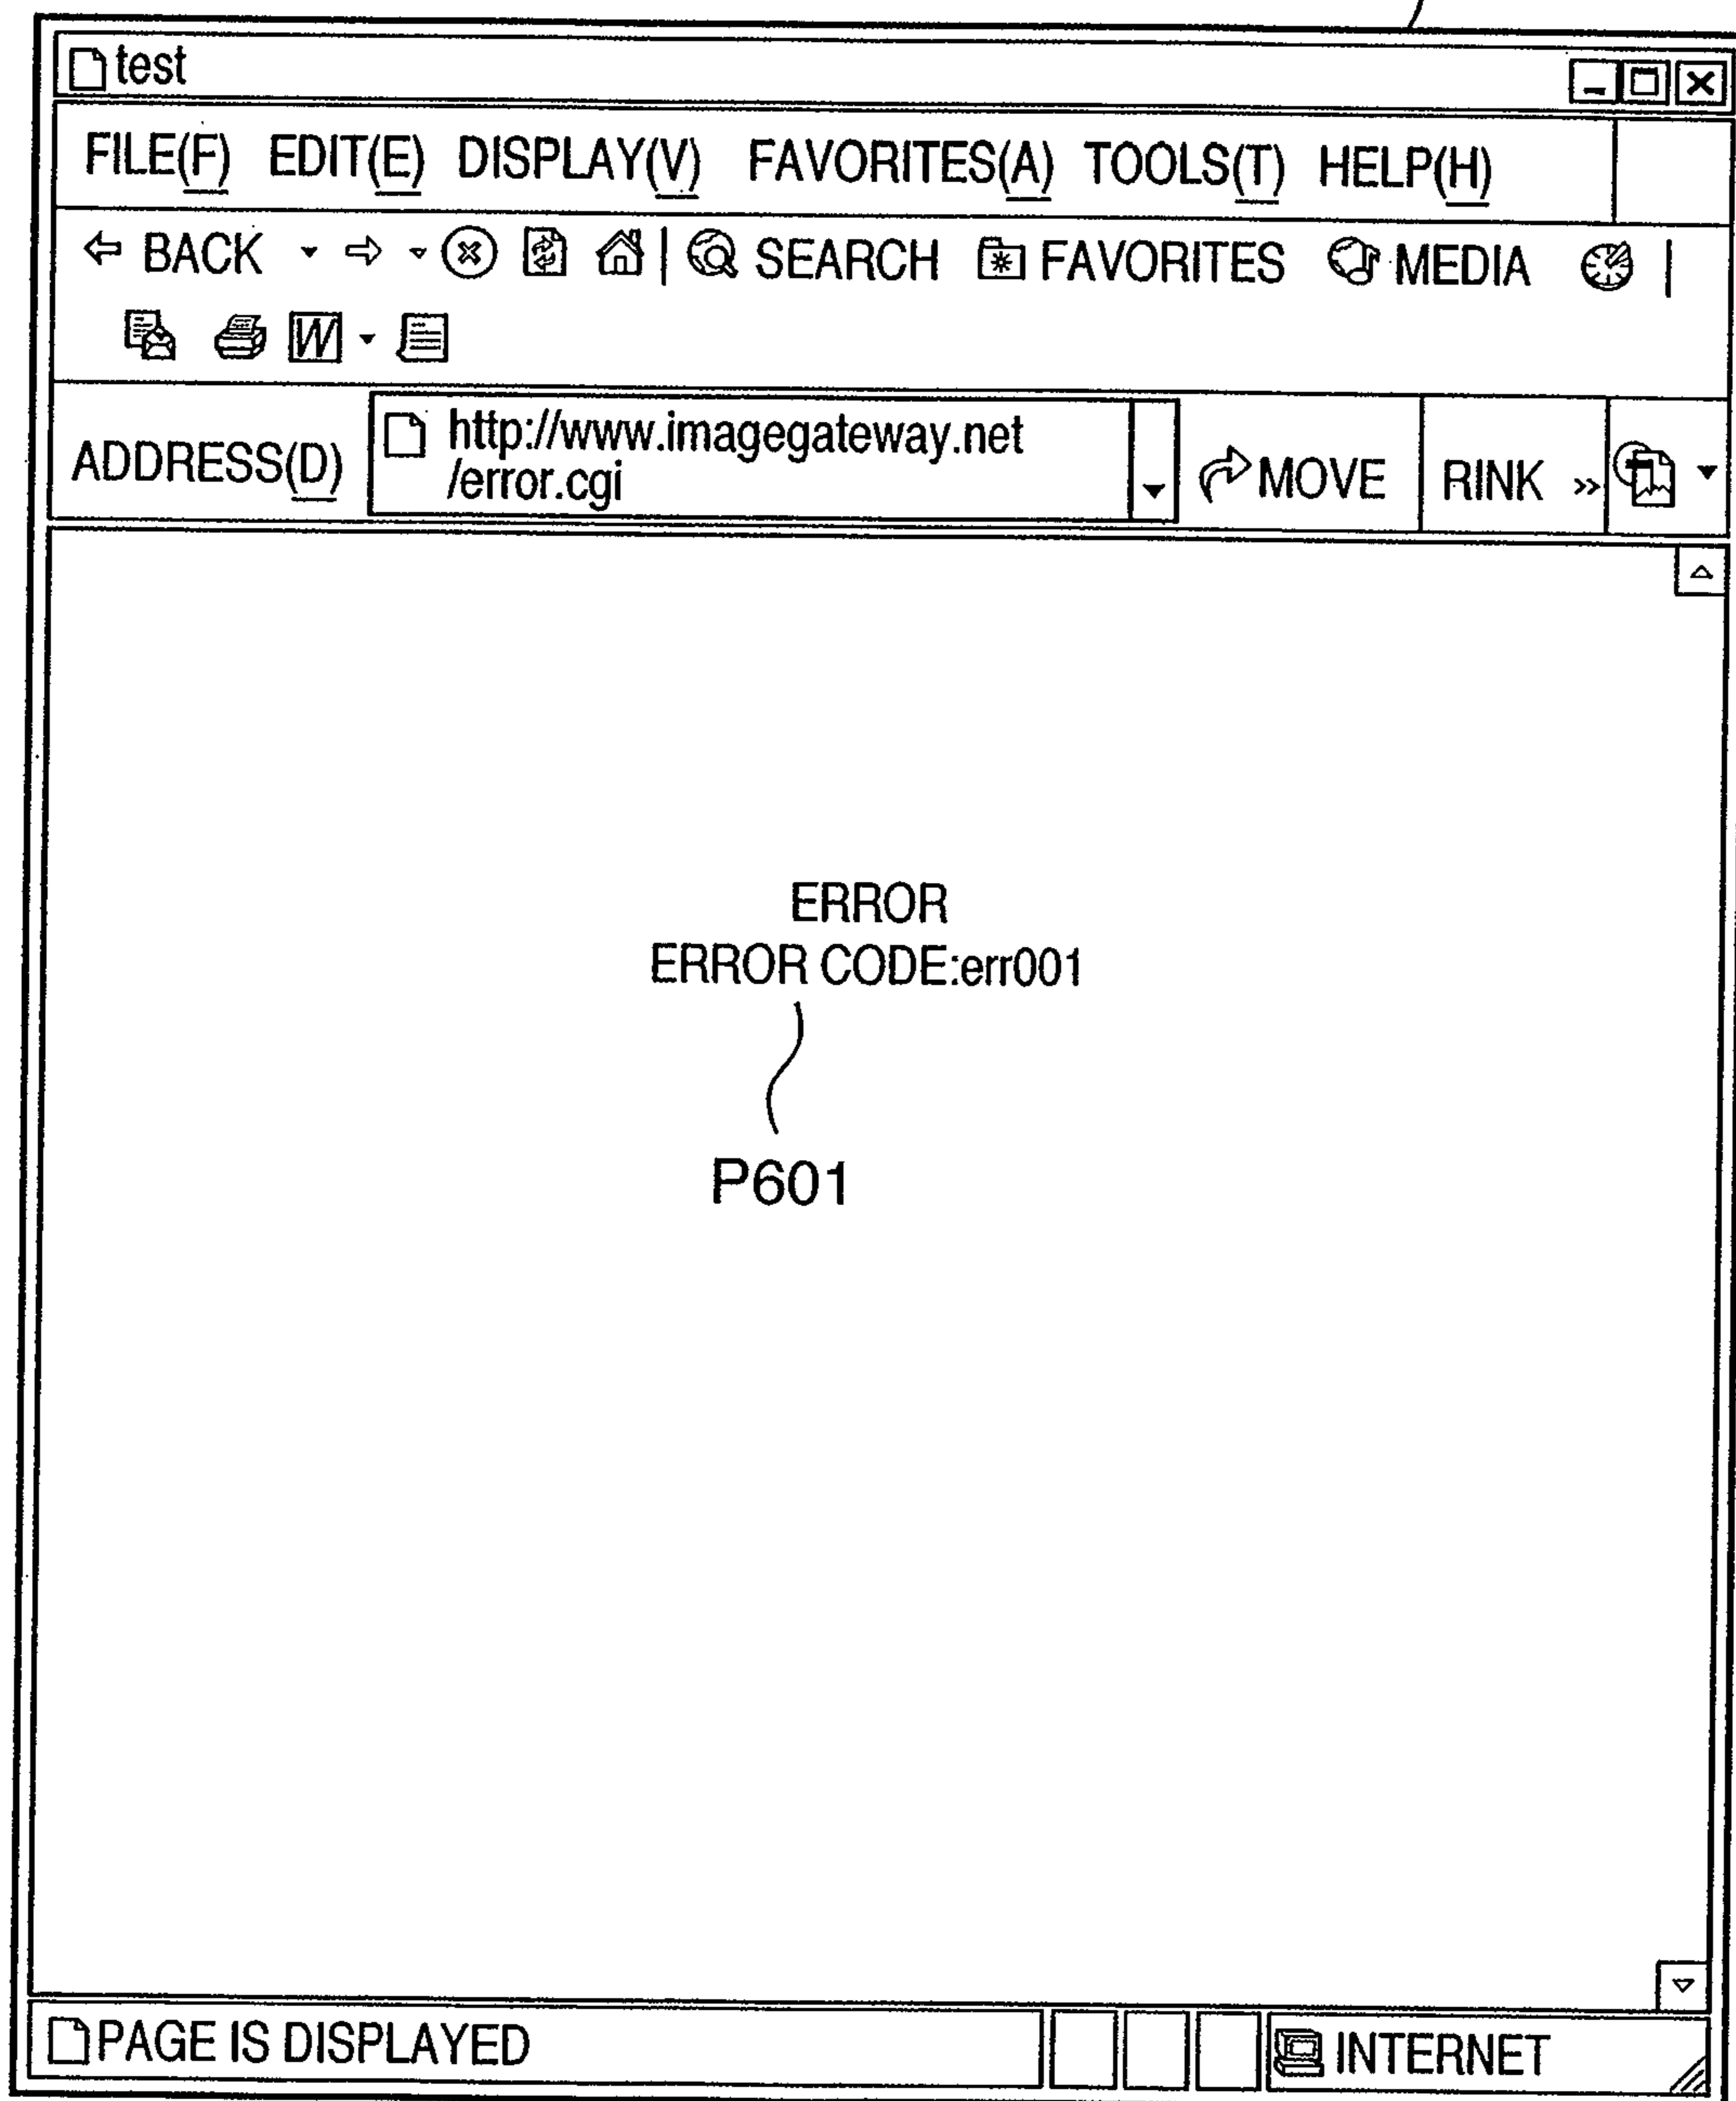 test
FILE(F) EDIT(E) DISPLAY(V) FAVORITES(A) TOOLS(T) HELP(H)
BACK SEARCH FAVORITES MEDIA
W
ADDRESS(D) http://www.imagegateway.net
/error.cgi
MOVE RINK »
ERROR
ERROR CODE:err001
P601
PAGE IS DISPLAYED INTERNET